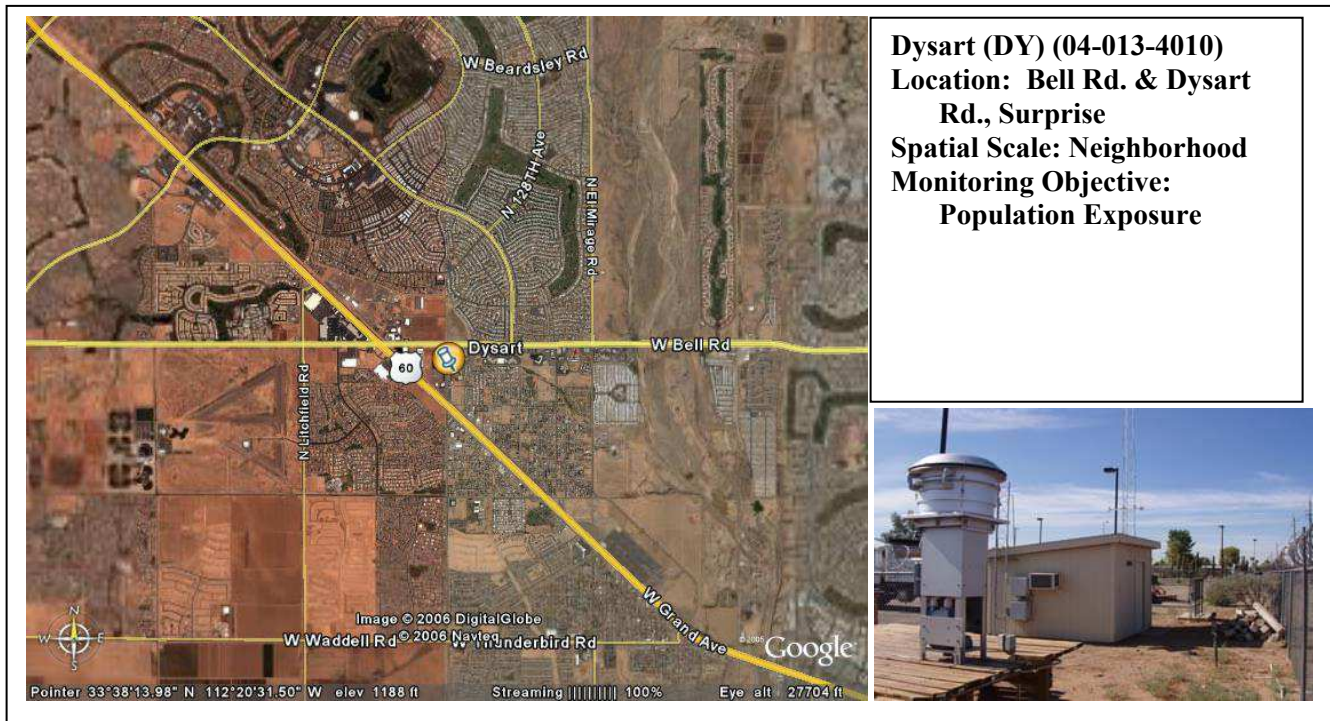 W Beardsley Rd
N 128TH Ave
N El Mirage Rd
Dysart
W Bell Rd
60
N Litchfield Rd
W Grand Ave
Image © 2006 DigitalGlobe
© 2006 Navteq
W Waddell Rd
W Thunderbird Rd
N
W E
S
© 2005 Google
Pointer 33°38'13.98" N 112°20'31.50" W elev 1188 ft
Streaming |||||||||| 100%
Eye alt 27704 ft
Dysart (DY) (04-013-4010)
Location: Bell Rd. & Dysart
Rd., Surprise
Spatial Scale: Neighborhood
Monitoring Objective:
Population Exposure